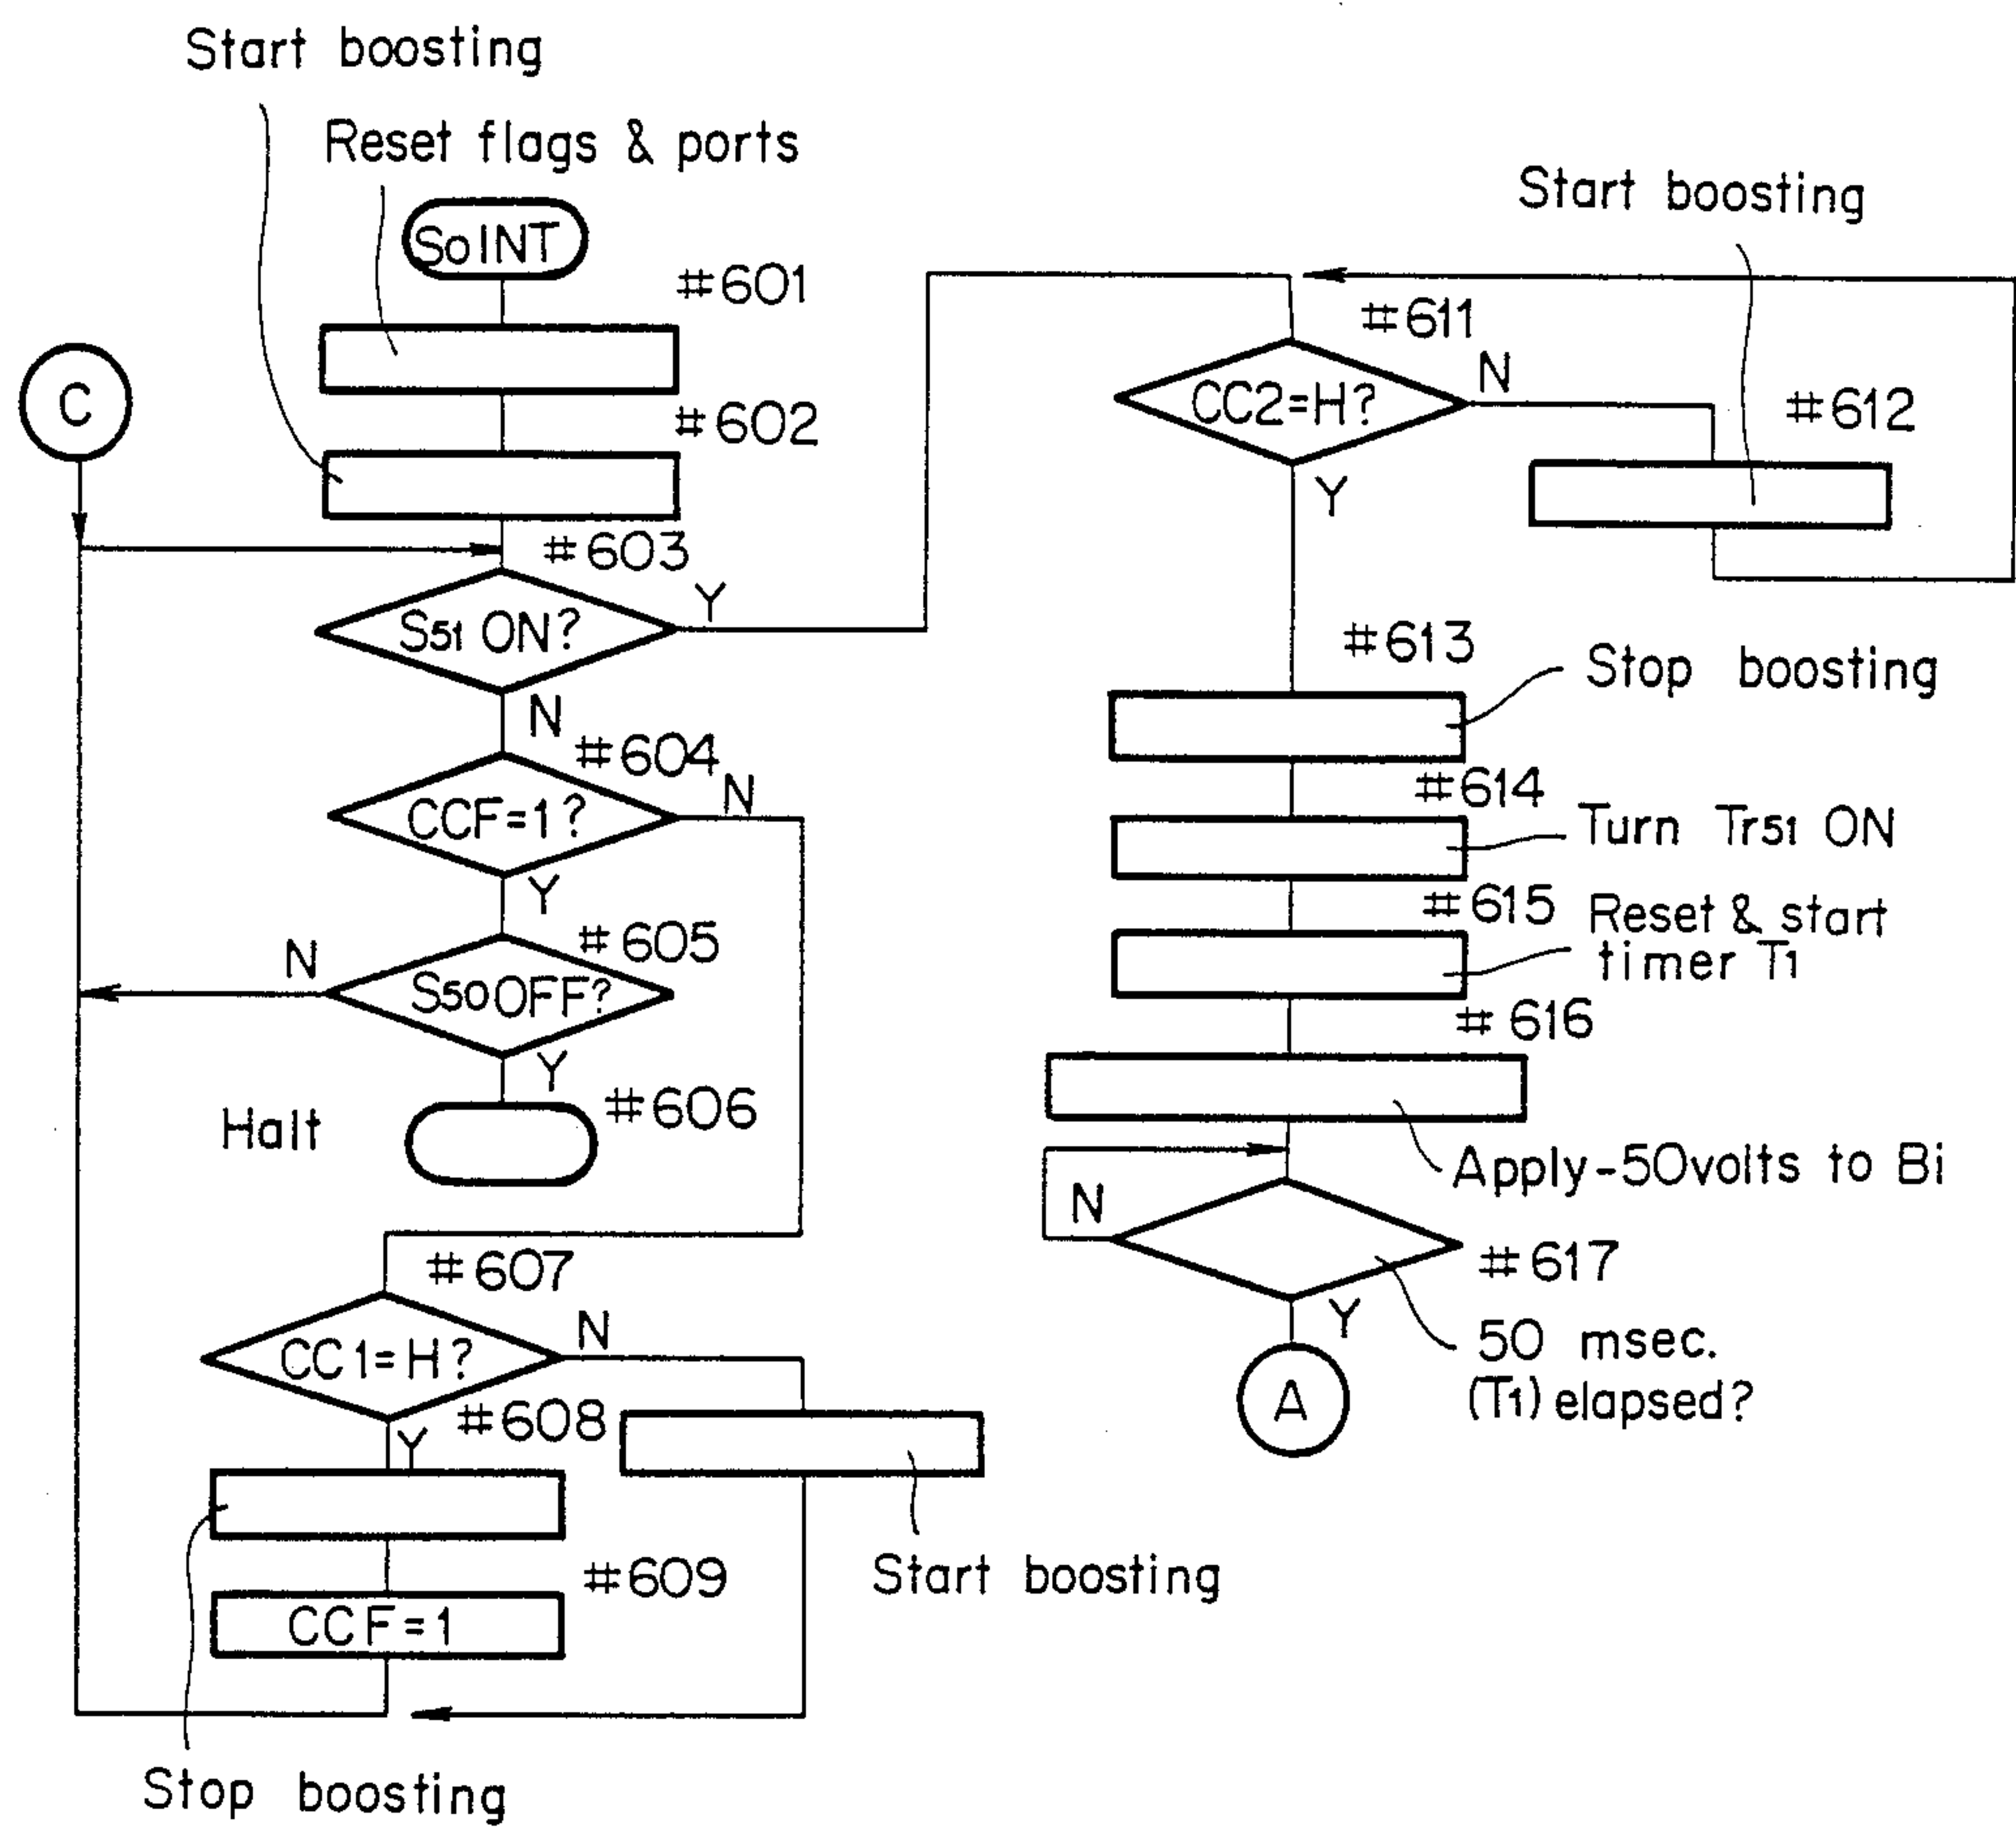 Start boosting
Reset flags & ports
SoINT
#601
C
#602
#603
S51 ON?
Y
N
#604
CCF=1?
N
Y
#605
N
S50OFF?
Y
Halt
#606
#607
CC1=H?
N
#608
Y
Start boosting
#609
CCF=1
Stop boosting
Start boosting
#611
CC2=H?
N
#612
Y
#613
Stop boosting
#614
Turn Tr51 ON
#615
Reset & start
timer T1
#616
Apply-50volts to Bi
N
#617
Y
50 msec.
(T1) elapsed?
A